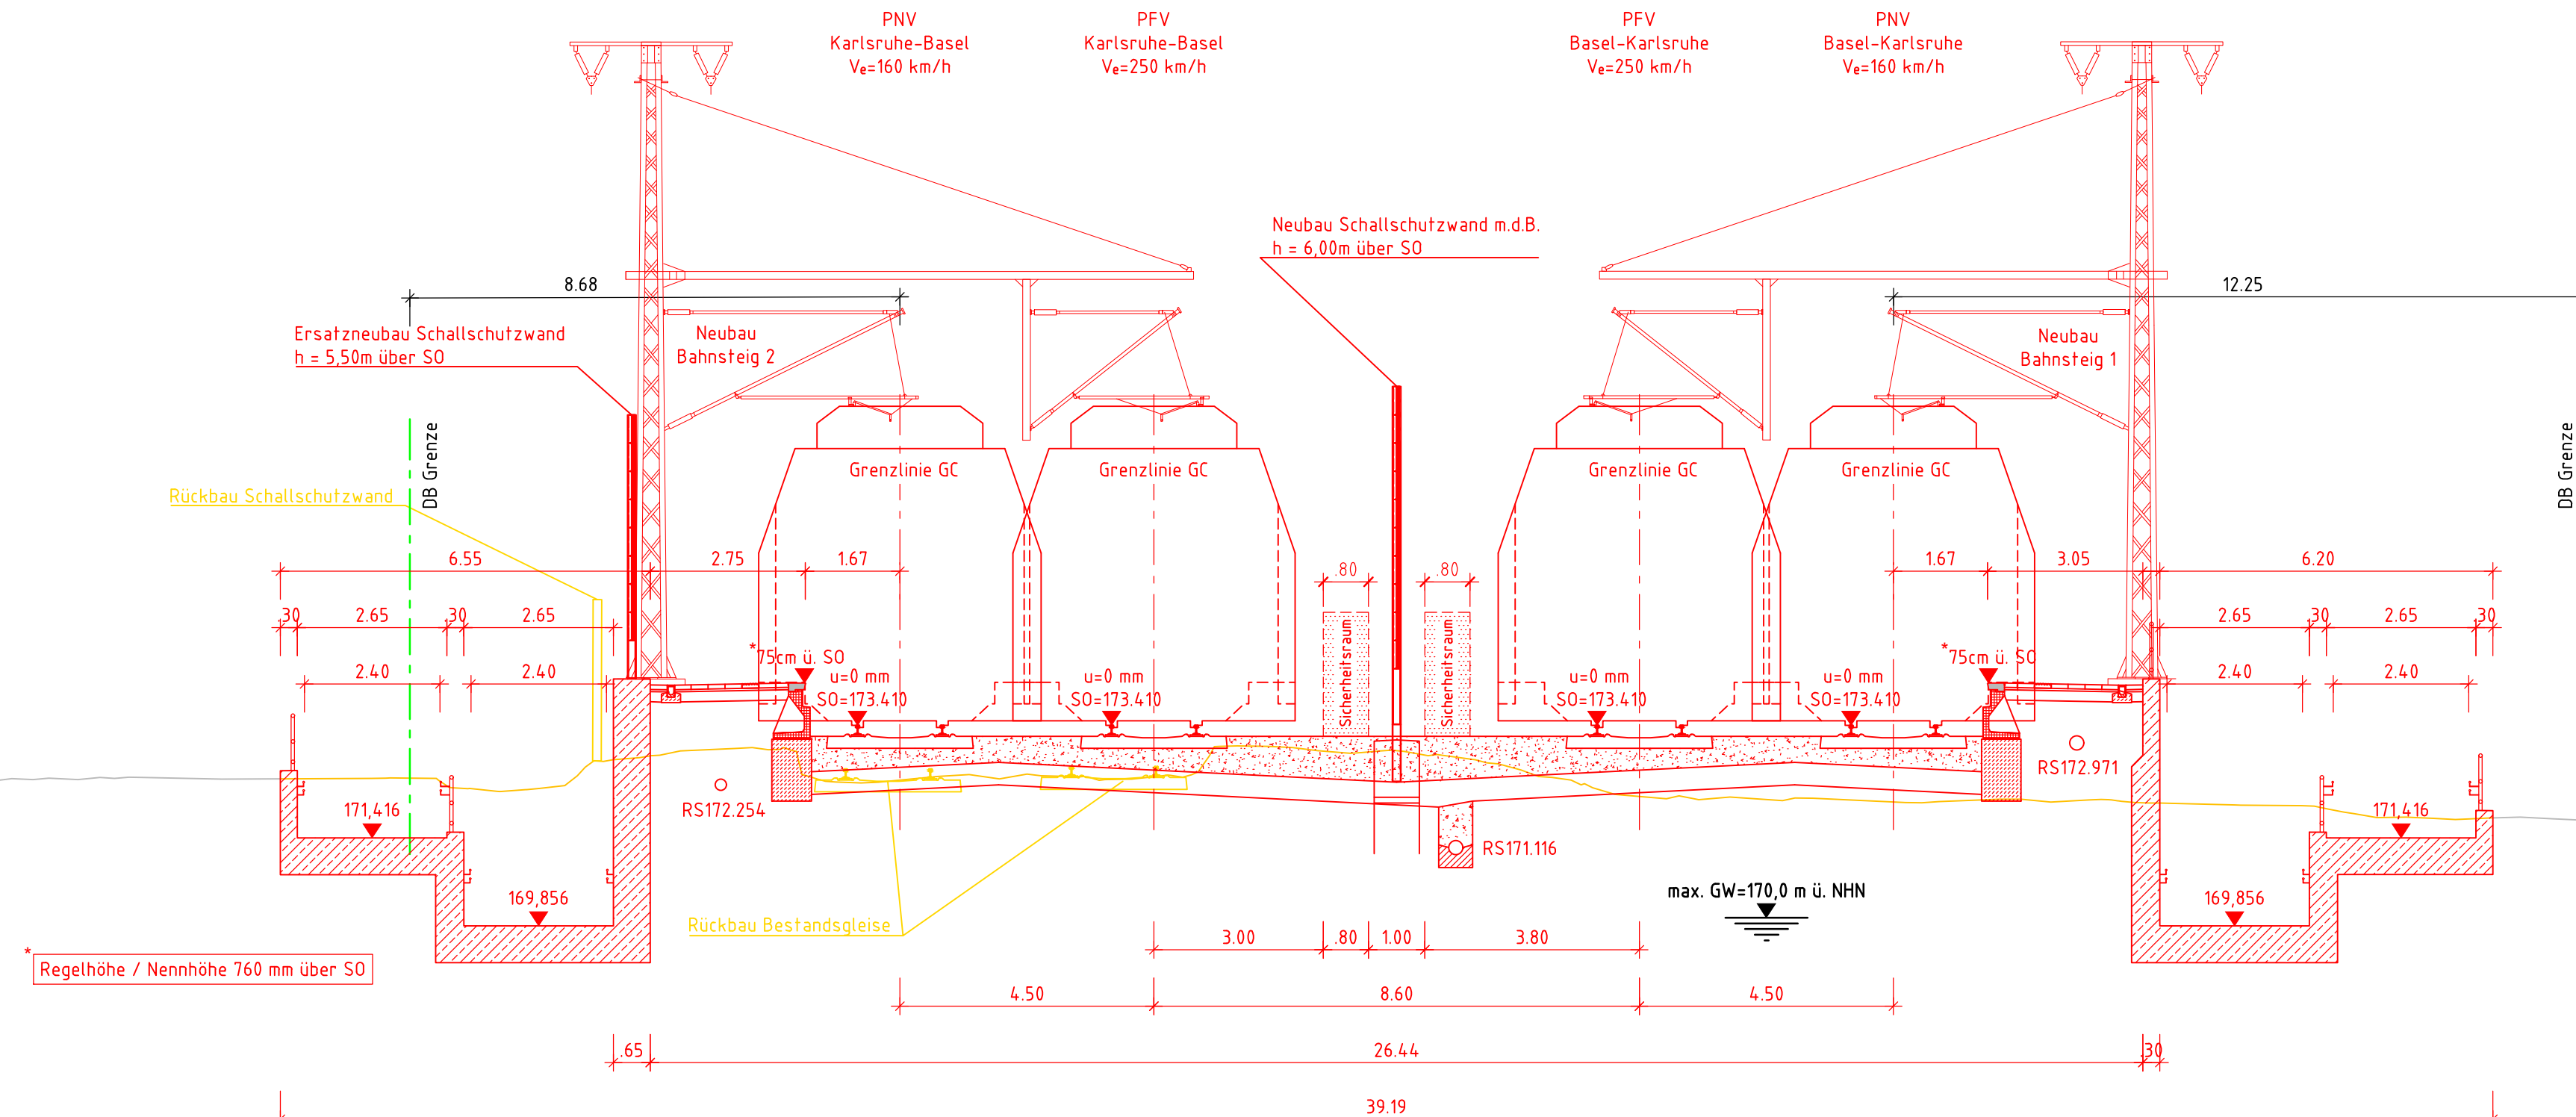 PNV
Karlsruhe-Basel
Ve=160 km/h
PFV
Karlsruhe-Basel
Ve=250 km/h
PFV
Basel-Karlsruhe
Ve=250 km/h
PNV
Basel-Karlsruhe
Ve=160 km/h
Neubau Schallschutzwand m.d.B.
h = 6,00m über SO
8.68
12.25
Ersatzneubau Schallschutzwand
h = 5,50m über SO
Neubau
Bahnsteig 2
Neubau
Bahnsteig 1
DB Grenze
DB Grenze
Grenzlinie GC
Grenzlinie GC
Grenzlinie GC
Grenzlinie GC
Rückbau Schallschutzwand
6.55
2.75
1.67
.80
.80
1.67
3.05
6.20
.30
2.65
.30
2.65
2.65
.30
2.65
.30
Sicherheitsraum
Sicherheitsraum
*75cm ü. SO
*75cm ü. SO
2.40
2.40
u=0 mm
SO=173.410
u=0 mm
SO=173.410
u=0 mm
SO=173.410
u=0 mm
SO=173.410
2.40
2.40
RS172.971
171,416
RS172.254
171,416
RS171.116
max. GW=170,0 m ü. NHN
169,856
169,856
Rückbau Bestandsgleise
3.00
.80
1.00
3.80
*
Regelhöhe / Nennhöhe 760 mm über SO
4.50
8.60
4.50
.65
26.44
.30
39.19